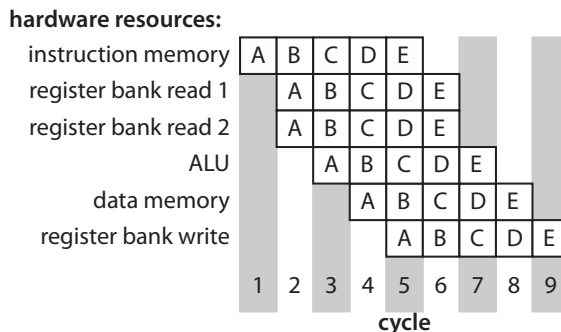 hardware resources:
instruction memory A B C D E
register bank read 1 A B C D E
register bank read 2 A B C D E
ALU A B C D E
data memory A B C D E
register bank write A B C D E
1 2 3 4 5 6 7 8 9
cycle